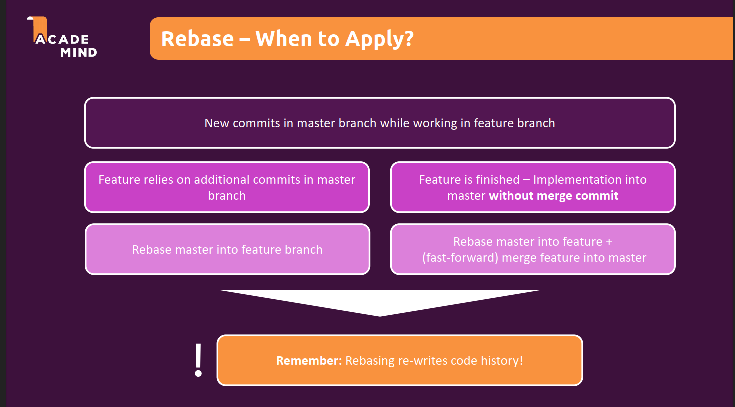 ACADE
MIND
Rebase – When to Apply?
New commits in master branch while working in feature branch
Feature relies on additional commits in master
branch
Feature is finished – Implementation into
master without merge commit
Rebase master into feature branch
Rebase master into feature +
(fast-forward) merge feature into master
!
Remember: Rebasing re-writes code history!